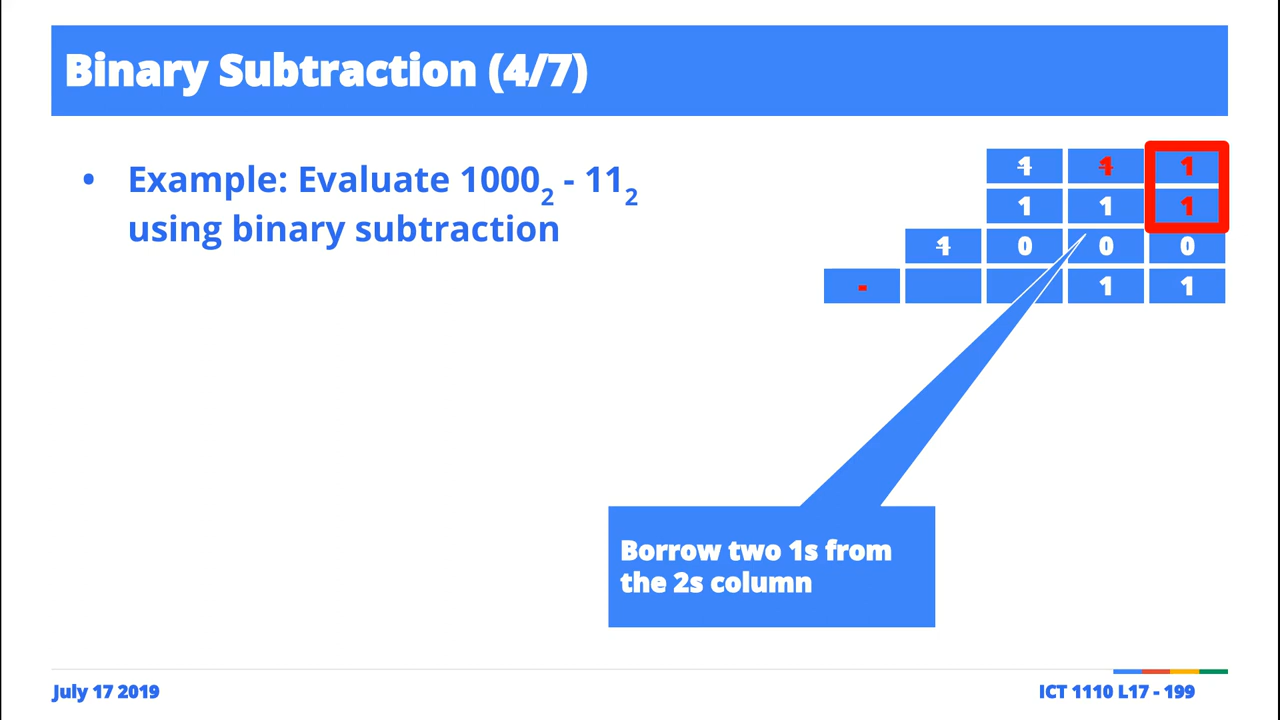 Binary Subtraction (4/7)
• Example: Evaluate 1000₂ - 11₂
using binary subtraction
1 1 1
1 1 1
1 0 0 0
- 1 1
Borrow two 1s from
the 2s column
July 17 2019
ICT 1110 L17 - 199